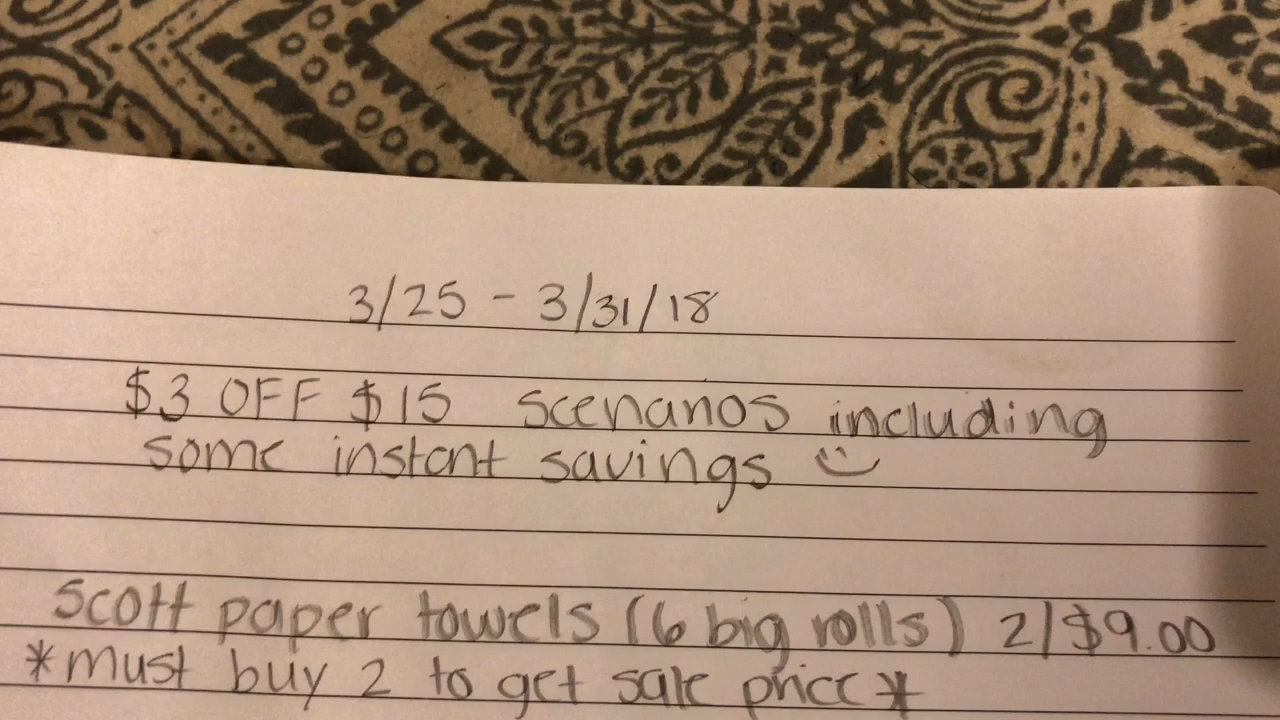 3/25 - 3/31/18
$3 OFF $15 scenarios including
some instant savings
Scott paper towels (6 big rolls) 2/$9.00
*must buy 2 to get sale price*